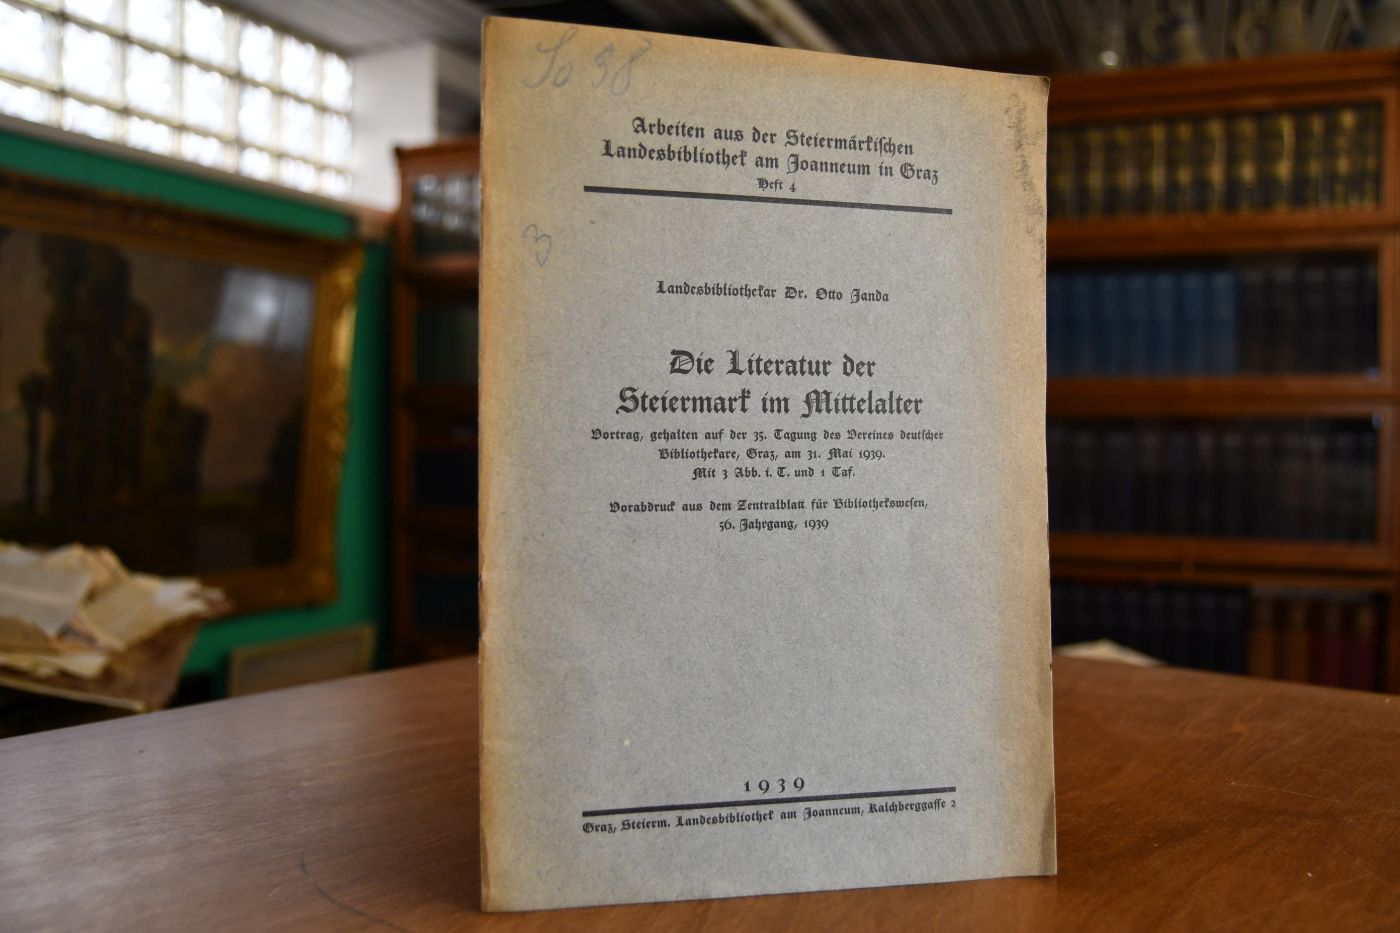 So 38
Arbeiten aus der Steiermärkischen
Landesbibliothek am Joanneum in Graz
Heft 4
3
Landesbibliothekar Dr. Otto Janda
Die Literatur der
Steiermark im Mittelalter
Vortrag, gehalten auf der 35. Tagung des Vereines deutscher
Bibliothekare, Graz, am 31. Mai 1939.
Mit 3 Abb. i. T. und 1 Taf.
Vorabdruck aus dem Zentralblatt für Bibliothekswesen,
56. Jahrgang, 1939
1939
Graz, Steierm. Landesbibliothek am Joanneum, Kalchberggasse 2